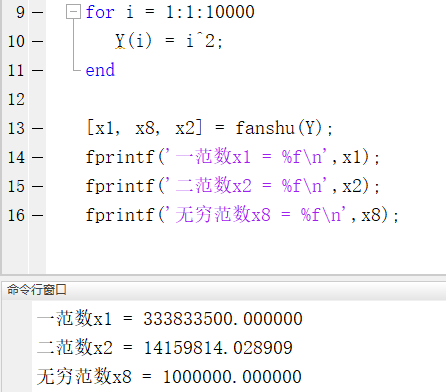 9 — for i = 1:1:10000
10 — Y(i) = i^2;
11 — end
12
13 — [x1, x8, x2] = fanshu(Y);
14 — fprintf('一范数x1 = %f\n',x1);
15 — fprintf('二范数x2 = %f\n',x2);
16 — fprintf('无穷范数x8 = %f\n',x8);
命令行窗口
一范数x1 = 333833500.000000
二范数x2 = 14159814.028909
无穷范数x8 = 1000000.000000